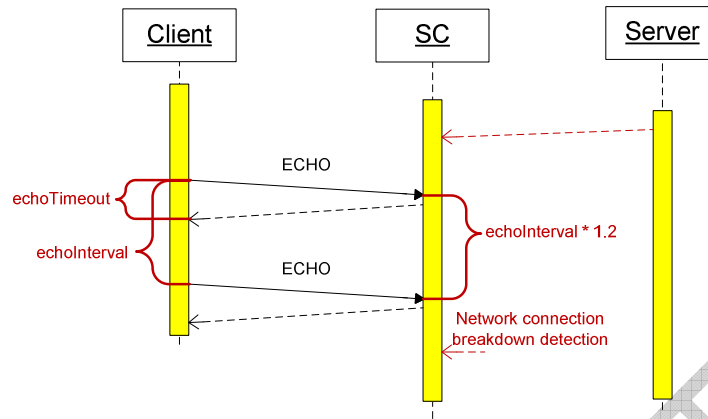 Client
SC
Server
ECHO
echoTimeout
echoInterval * 1.2
echoInterval
ECHO
Network connection
breakdown detection